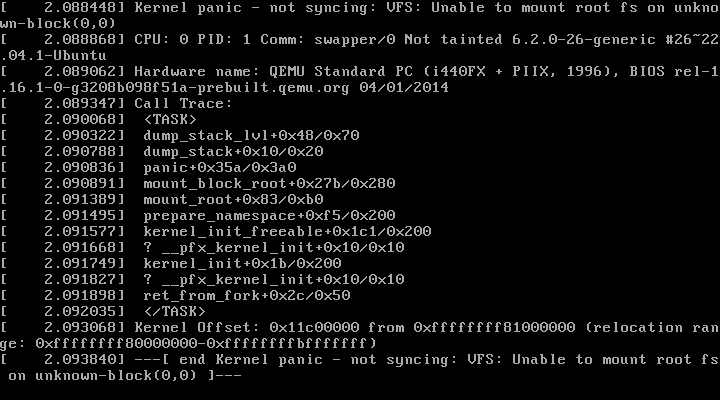 [    2.088448] Kernel panic - not syncing: VFS: Unable to mount root fs on unkno
wn-block(0,0)
[    2.088868] CPU: 0 PID: 1 Comm: swapper/0 Not tainted 6.2.0-26-generic #26~22
.04.1-Ubuntu
[    2.089062] Hardware name: QEMU Standard PC (i440FX + PIIX, 1996), BIOS rel-1
.16.1-0-g3208b098f51a-prebuilt.qemu.org 04/01/2014
[    2.089347] Call Trace:
[    2.090068]  <TASK>
[    2.090322]  dump_stack_lvl+0x48/0x70
[    2.090788]  dump_stack+0x10/0x20
[    2.090836]  panic+0x35a/0x3a0
[    2.090891]  mount_block_root+0x27b/0x280
[    2.091389]  mount_root+0x83/0xb0
[    2.091495]  prepare_namespace+0xf5/0x200
[    2.091577]  kernel_init_freeable+0x1c1/0x200
[    2.091668]  ? __pfx_kernel_init+0x10/0x10
[    2.091749]  kernel_init+0x1b/0x200
[    2.091827]  ? __pfx_kernel_init+0x10/0x10
[    2.091898]  ret_from_fork+0x2c/0x50
[    2.092035]  </TASK>
[    2.093068] Kernel Offset: 0x11c00000 from 0xffffffff81000000 (relocation ran
ge: 0xffffffff80000000-0xffffffffbfffffff)
[    2.093840] ---[ end Kernel panic - not syncing: VFS: Unable to mount root fs
 on unknown-block(0,0) ]---